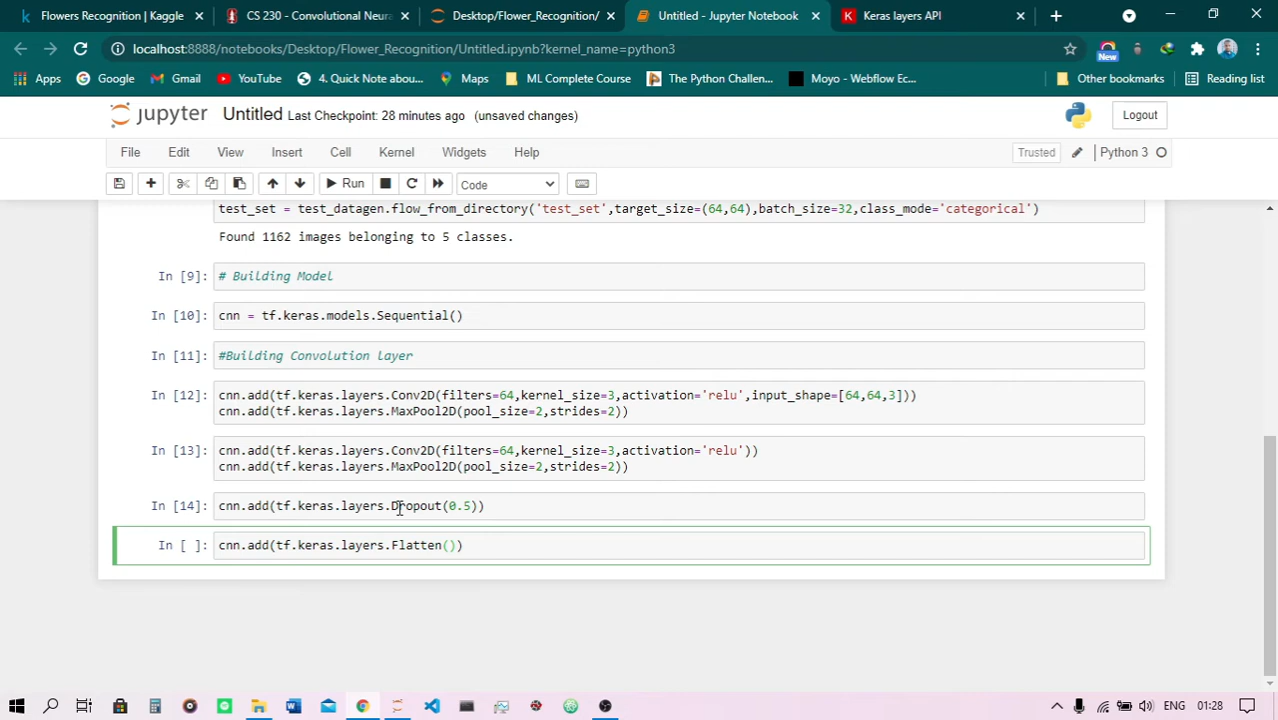 Flowers Recognition | Kaggle
CS 230 - Convolutional Neura
Desktop/Flower_Recognition/
Untitled - Jupyter Notebook
Keras layers API
localhost:8888/notebooks/Desktop/Flower_Recognition/Untitled.ipynb?kernel_name=python3
New
Apps
Google
Gmail
YouTube
4. Quick Note abou...
Maps
ML Complete Course
The Python Challen...
Moyo - Webflow Ec...
Other bookmarks
Reading list
jupyter
Untitled Last Checkpoint: 28 minutes ago (unsaved changes)
Logout
File
Edit
View
Insert
Cell
Kernel
Widgets
Help
Trusted
Python 3
Run
Code
test_set = test_datagen.flow_from_directory('test_set',target_size=(64,64),batch_size=32,class_mode='categorical')
Found 1162 images belonging to 5 classes.
In [9]: # Building Model
In [10]: cnn = tf.keras.models.Sequential()
In [11]: #Building Convolution layer
In [12]: cnn.add(tf.keras.layers.Conv2D(filters=64,kernel_size=3,activation='relu',input_shape=[64,64,3]))
cnn.add(tf.keras.layers.MaxPool2D(pool_size=2,strides=2))
In [13]: cnn.add(tf.keras.layers.Conv2D(filters=64,kernel_size=3,activation='relu'))
cnn.add(tf.keras.layers.MaxPool2D(pool_size=2,strides=2))
In [14]: cnn.add(tf.keras.layers.Dropout(0.5))
In [ ]: cnn.add(tf.keras.layers.Flatten())
ENG
01:28